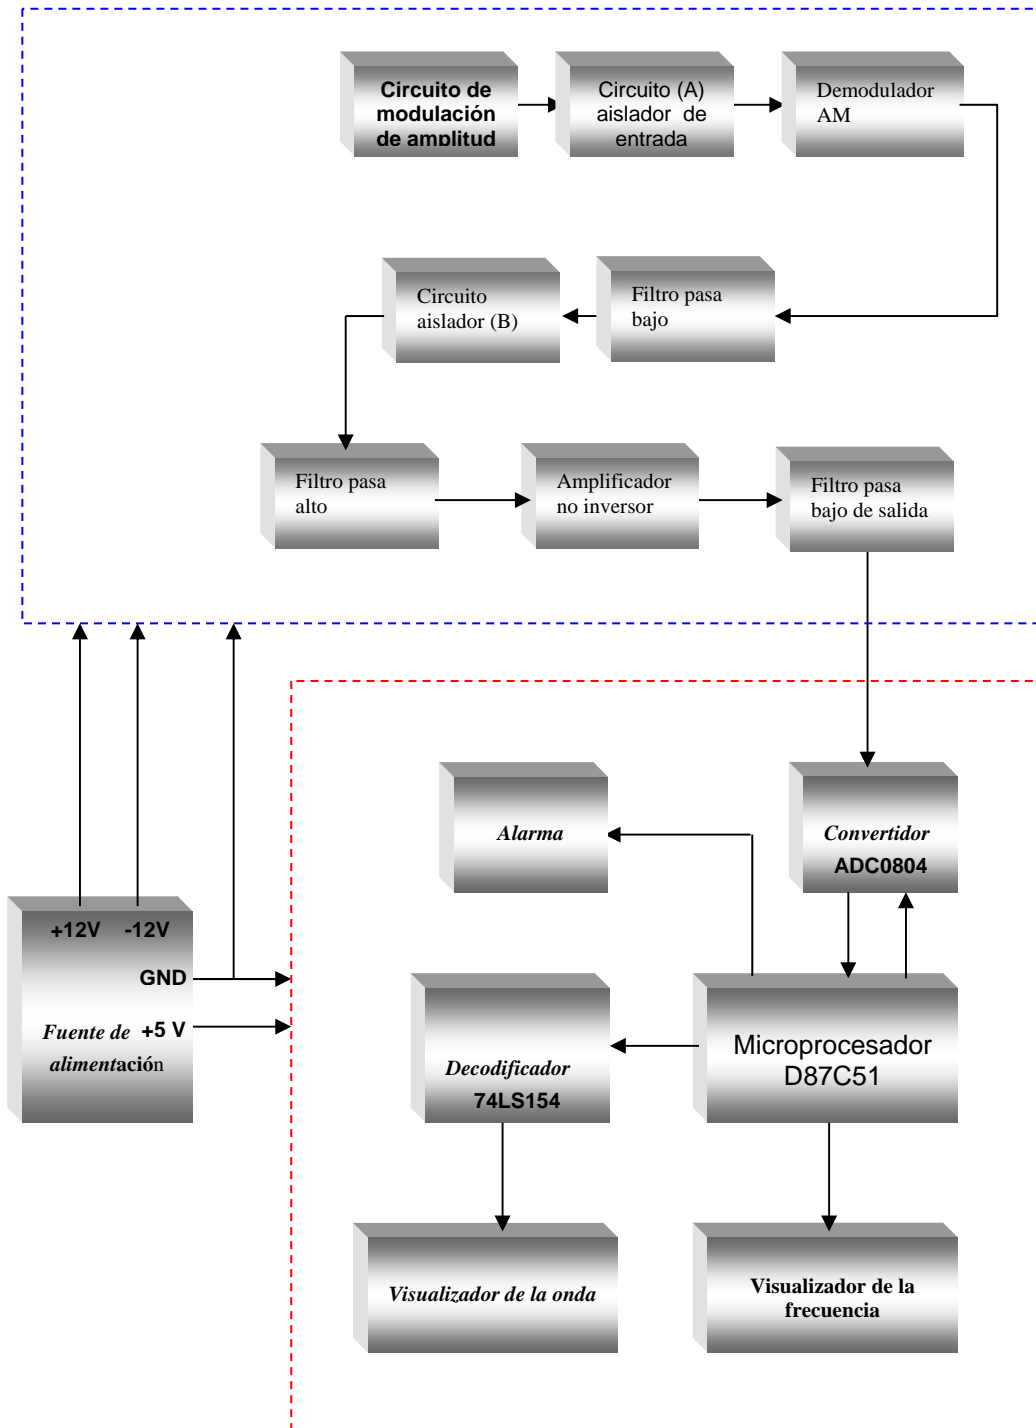 Circuito de
modulación
de amplitud
Circuito (A)
aislador de
entrada
Demodulador
AM
Circuito
aislador (B)
Filtro pasa
bajo
Filtro pasa
alto
Amplificador
no inversor
Filtro pasa
bajo de salida
Alarma
Convertidor
ADC0804
+12V -12V
GND
Fuente de +5 V
alimentación
Decodificador
74LS154
Microprocesador
D87C51
Visualizador de la onda
Visualizador de la
frecuencia